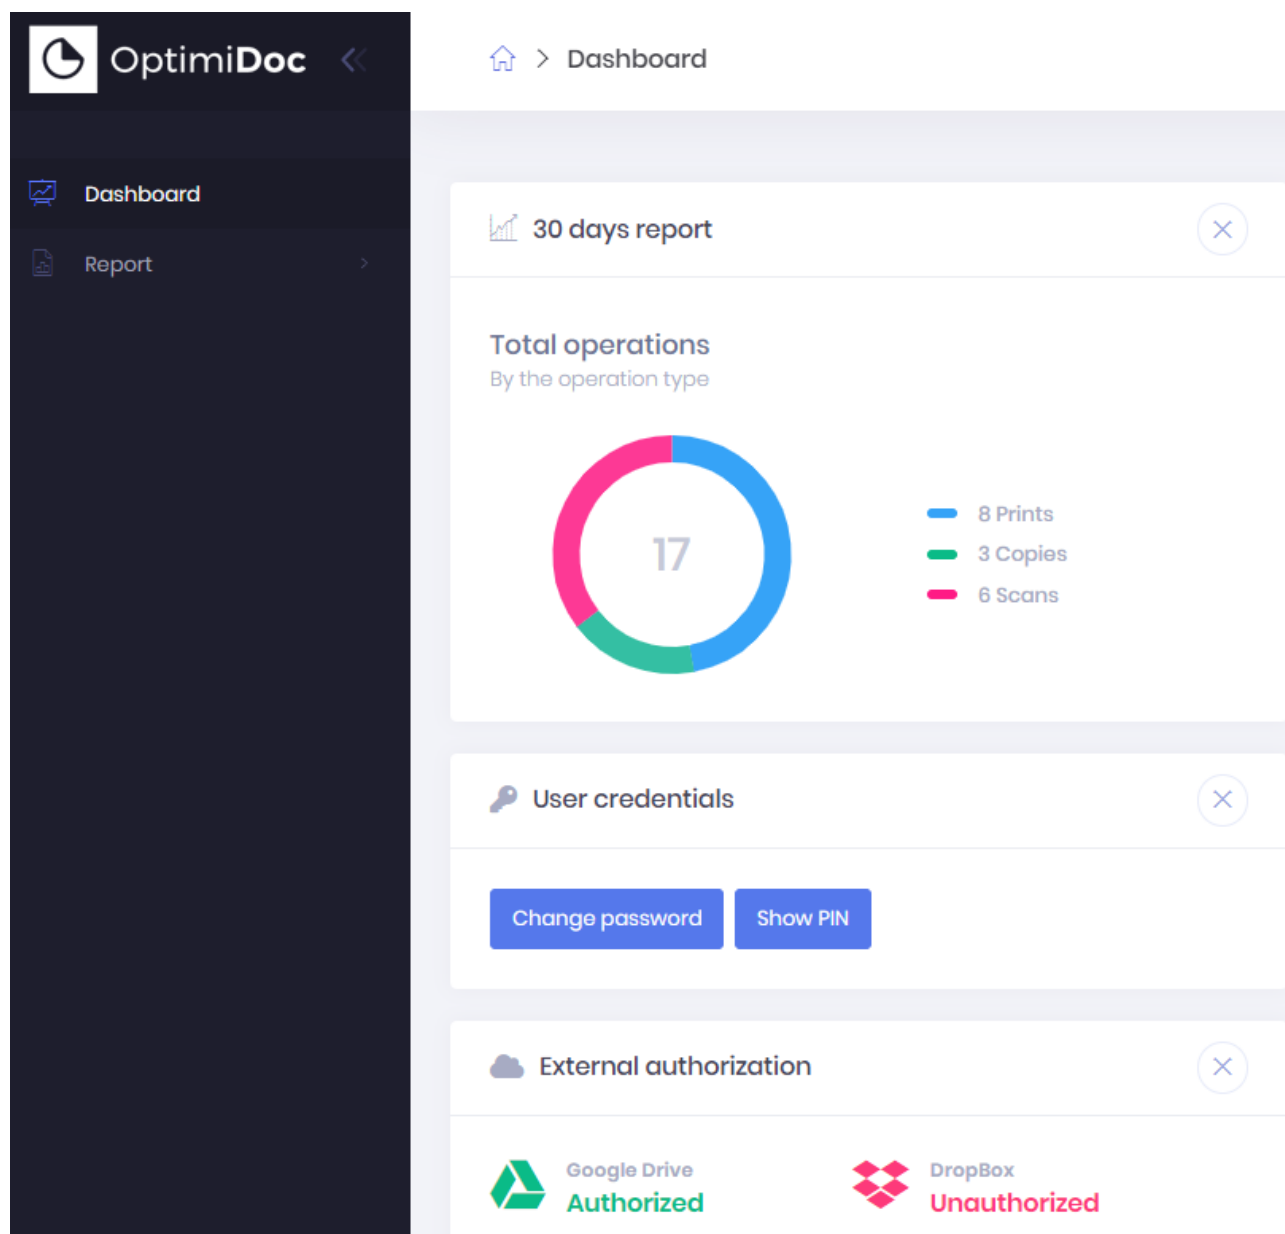 OptimiDoc
Dashboard
Dashboard
Report
30 days report
Total operations
By the operation type
17
8 Prints
3 Copies
6 Scans
User credentials
Change password
Show PIN
External authorization
Google Drive
Authorized
DropBox
Unauthorized